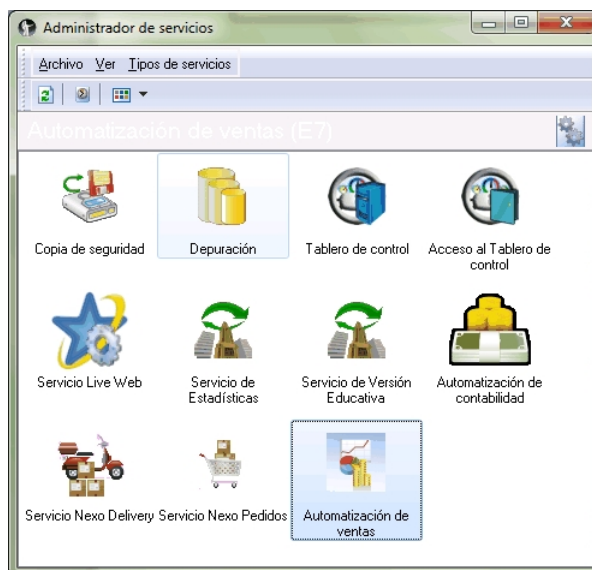 Administrador de servicios
Archivo Ver Tipos de servicios
Automatización de ventas (E7)
Copia de seguridad
Depuración
Tablero de control
Acceso al Tablero de
control
Servicio Live Web
Servicio de
Estadísticas
Servicio de Versión
Educativa
Automatización de
contabilidad
Servicio Nexo Delivery
Servicio Nexo Pedidos
Automatización de
ventas